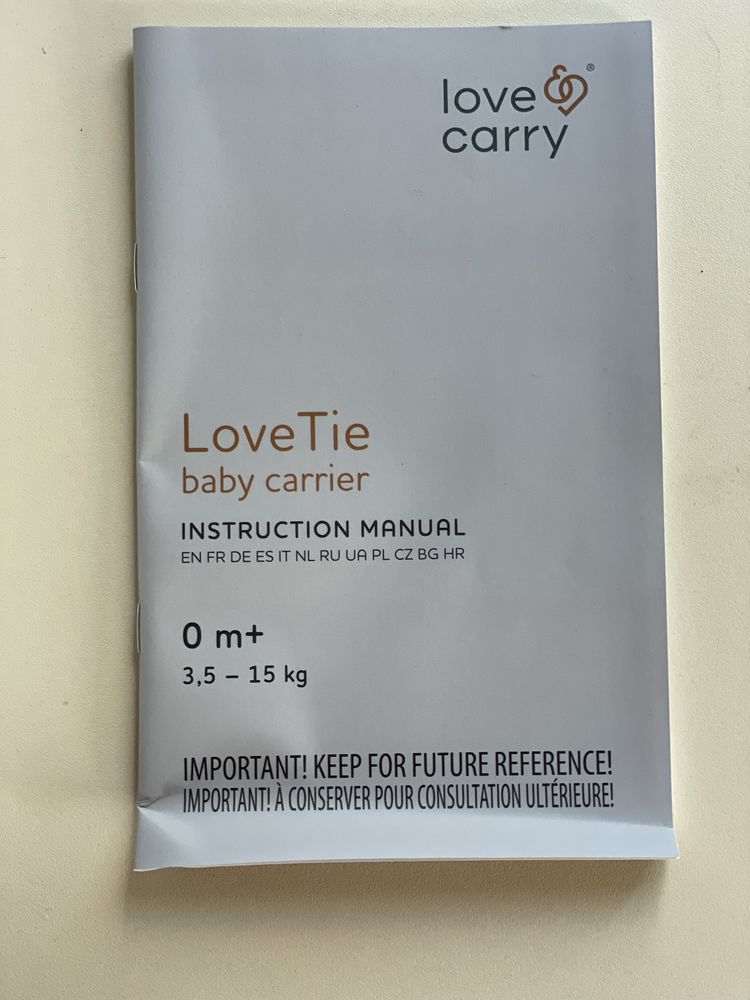 love
carry
®
LoveTie
baby carrier
INSTRUCTION MANUAL
EN FR DE ES IT NL RU UA PL CZ BG HR
0 m+
3,5 – 15 kg
IMPORTANT! KEEP FOR FUTURE REFERENCE!
IMPORTANT! À CONSERVER POUR CONSULTATION ULTÉRIEURE!